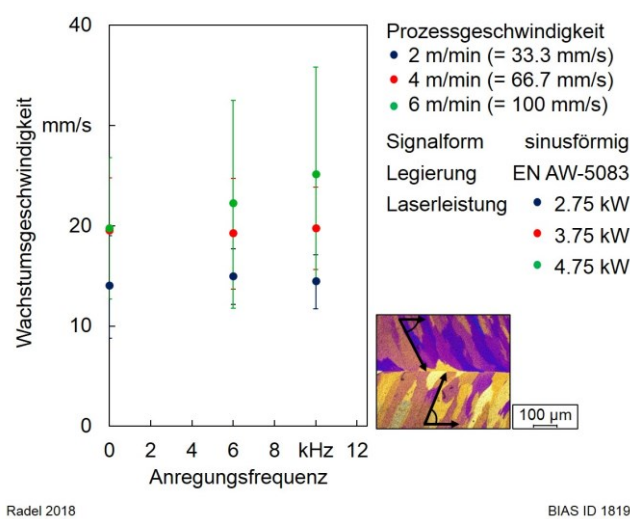 40
mm/s
20
10
0
Wachstumsgeschwindigkeit
0 2 4 6 8 kHz 12
Anregungsfrequenz
Prozessgeschwindigkeit
2 m/min (= 33.3 mm/s)
4 m/min (= 66.7 mm/s)
6 m/min (= 100 mm/s)
Signalform sinusförmig
Legierung EN AW-5083
Laserleistung 2.75 kW
3.75 kW
4.75 kW
100 µm
Radel 2018
BIAS ID 1819